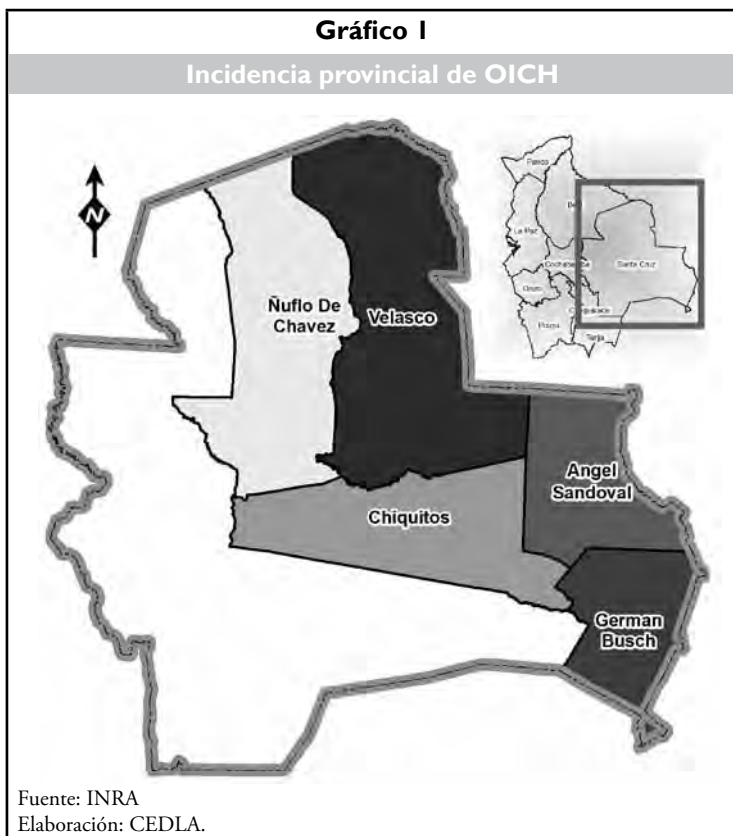 Gráfico 1
Incidencia provincial de OICH
N
Pando
Beni
La Paz
Santa Cruz
Cochabamba
Oruro
Chuquisaca
Potosí
Tarija
Ñuflo De
Chavez
Velasco
Angel
Sandoval
Chiquitos
German
Busch
Fuente: INRA
Elaboración: CEDLA.